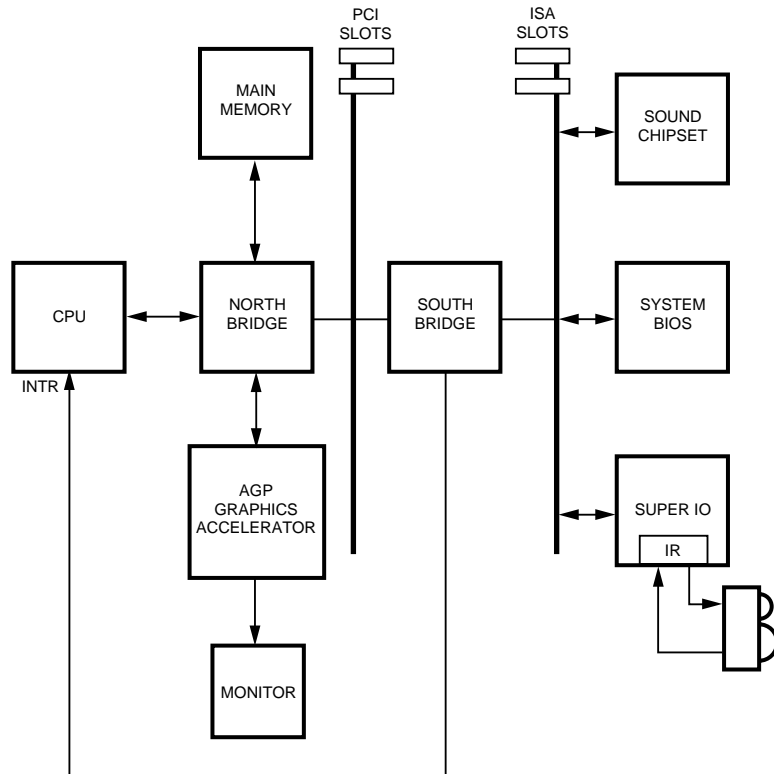 PCI
SLOTS
ISA
SLOTS
MAIN
MEMORY
SOUND
CHIPSET
CPU
NORTH
BRIDGE
SOUTH
BRIDGE
SYSTEM
BIOS
INTR
AGP
GRAPHICS
ACCELERATOR
SUPER IO
IR
MONITOR